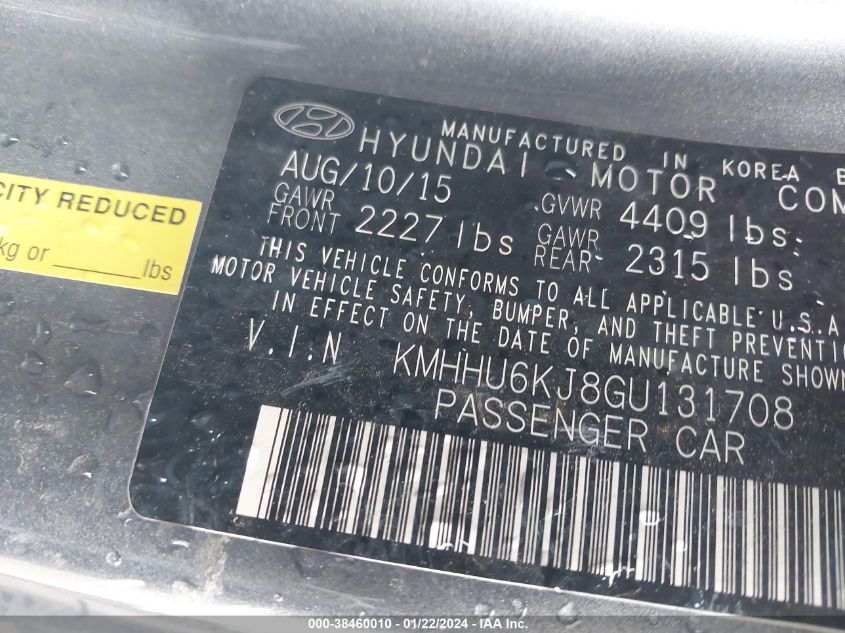 MANUFACTURED IN KOREA B
HYUNDAI MOTOR COM
AUG/10/15 GVWR 4409 lbs:
GAWR FRONT 2227 lbs GAWR REAR 2315 lbs
THIS VEHICLE CONFORMS TO ALL APPLICABLE U.S.A
MOTOR VEHICLE SAFETY, BUMPER, AND THEFT PREVENTI
IN EFFECT ON THE DATE OF MANUFACTURE SHOWN
V.I.N KMHHU6KJ8GU131708
PASSENGER CAR
CITY REDUCED
kg or ______lbs
000-38460010 - 01/22/2024 - IAA Inc.